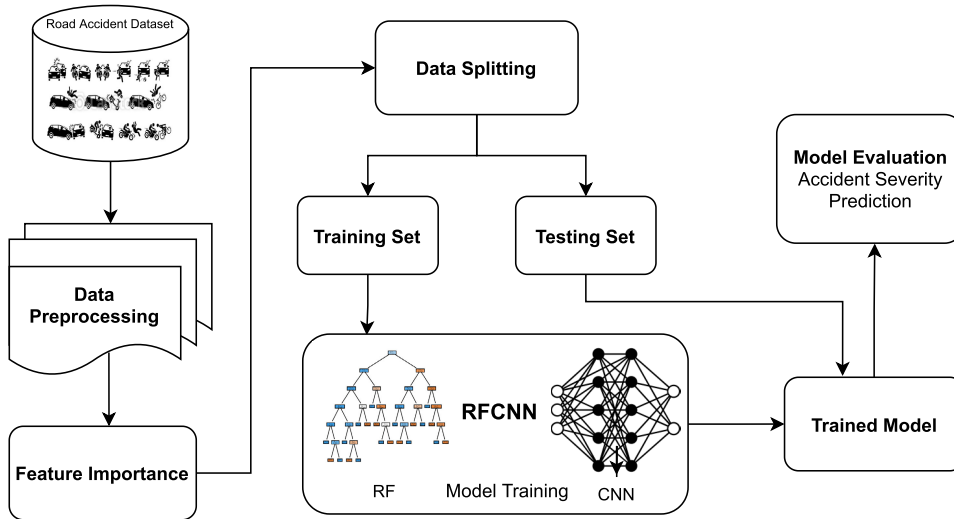 Road Accident Dataset
Data Splitting
Model Evaluation
Accident Severity
Prediction
Training Set
Testing Set
Data
Preprocessing
RFCNN
Trained Model
Feature Importance
RF
Model Training
CNN